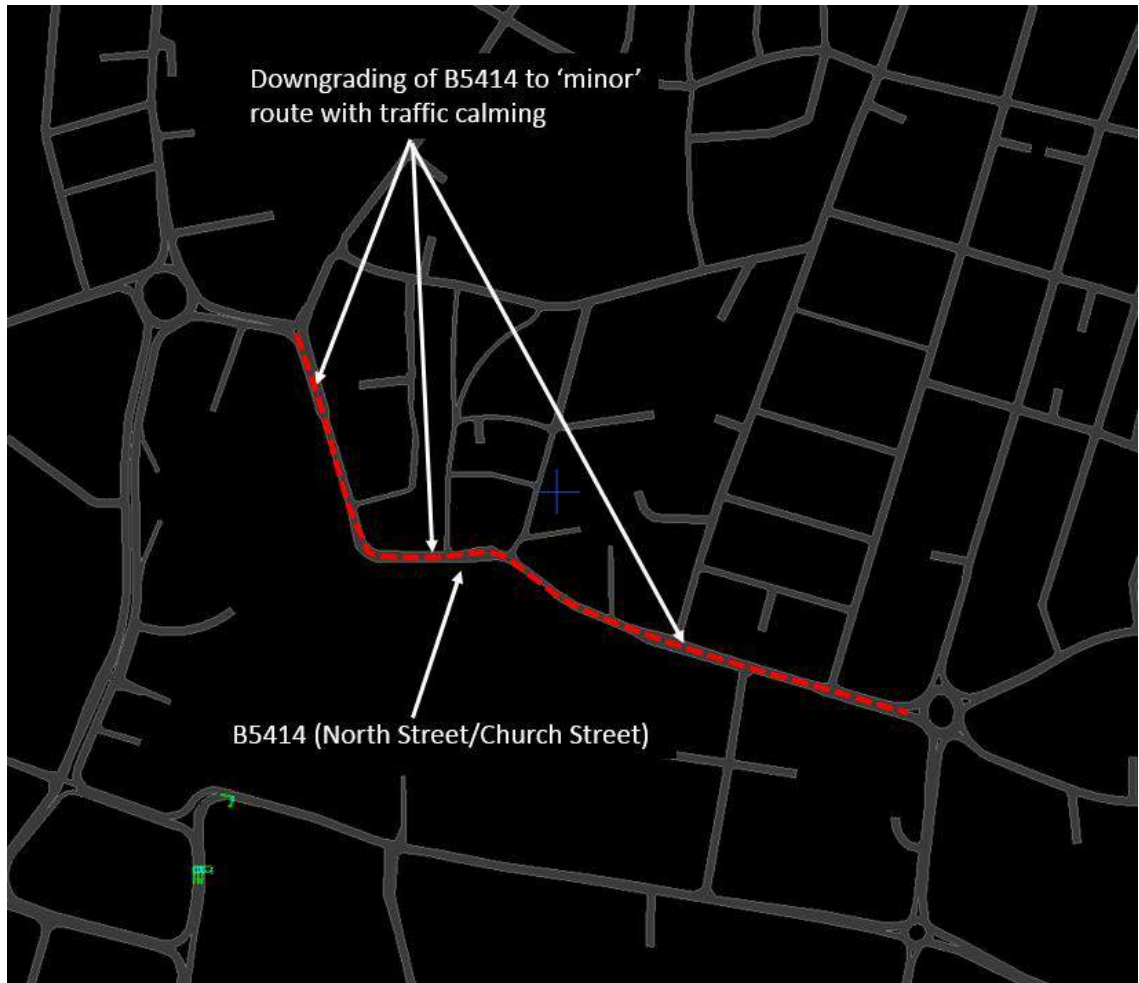 Downgrading of B5414 to ‘minor’
route with traffic calming
B5414 (North Street/Church Street)